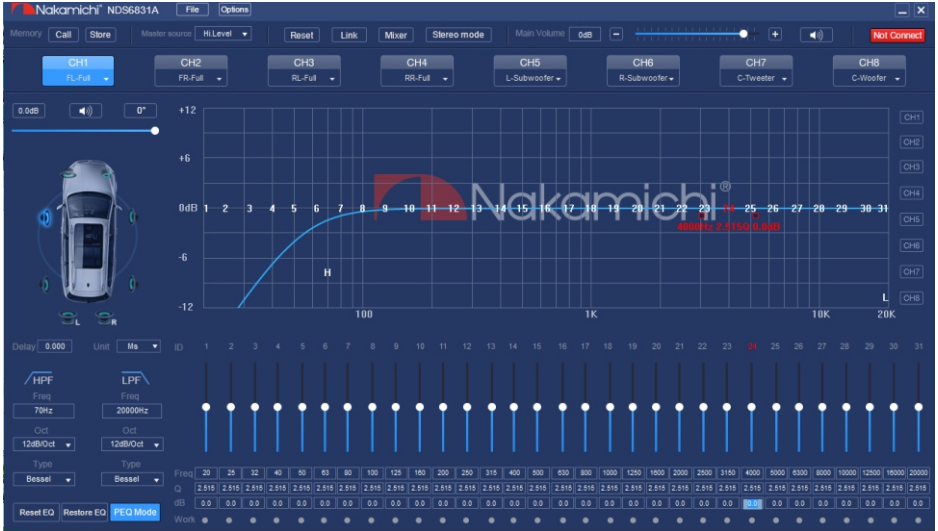 Nakamichi® NDS6831A File Options
Memory Call Store Master source Hi.Level Reset Link Mixer Stereo mode Main Volume 0dB Not Connect
CH1 CH2 CH3 CH4 CH5 CH6 CH7 CH8
FL-Full FR-Full RL-Full RR-Full L-Subwoofer R-Subwoofer C-Tweeter C-Woofer
0.0dB 0° +12 CH1
CH2
+6 CH3
Nakamichi® CH4
0dB 1 2 3 4 5 6 7 8 9 10 11 12 13 14 15 16 17 18 19 20 21 22 23 24 25 26 27 28 29 30 31
CH5
4000Hz 2.515Q 0.0dB
-6 CH6
H CH7
-12 L CH8
100 1K 10K 20K
L R
Delay 0.000 Unit Ms ID 1 2 3 4 5 6 7 8 9 10 11 12 13 14 15 16 17 18 19 20 21 22 23 24 25 26 27 28 29 30 31
HPF LPF
Freq Freq
70Hz 20000Hz
Oct Oct
12dB/Oct 12dB/Oct
Type Type
Bessel Bessel
Freq 20 25 32 40 50 63 80 100 125 160 200 250 315 400 500 630 800 1000 1250 1600 2000 2500 3150 4000 5000 6300 8000 10000 12500 16000 20000
Q 2.515 2.515 2.515 2.515 2.515 2.515 2.515 2.515 2.515 2.515 2.515 2.515 2.515 2.515 2.515 2.515 2.515 2.515 2.515 2.515 2.515 2.515 2.515 2.515 2.515 2.515 2.515 2.515 2.515 2.515 2.515
dB 0.0 0.0 0.0 0.0 0.0 0.0 0.0 0.0 0.0 0.0 0.0 0.0 0.0 0.0 0.0 0.0 0.0 0.0 0.0 0.0 0.0 0.0 0.0 0.0 0.0 0.0 0.0 0.0 0.0 0.0 0.0
Reset EQ Restore EQ PEQ Mode Work